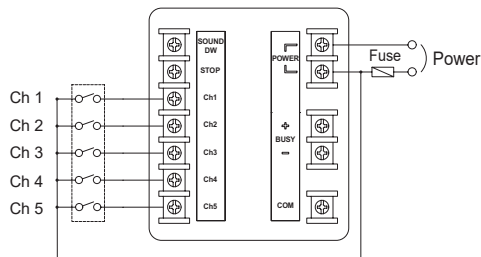 SOUND
DW
STOP
Ch1
Ch2
Ch3
Ch4
Ch5
POWER
+
BUSY
−
COM
Fuse
Power
Ch 1
Ch 2
Ch 3
Ch 4
Ch 5